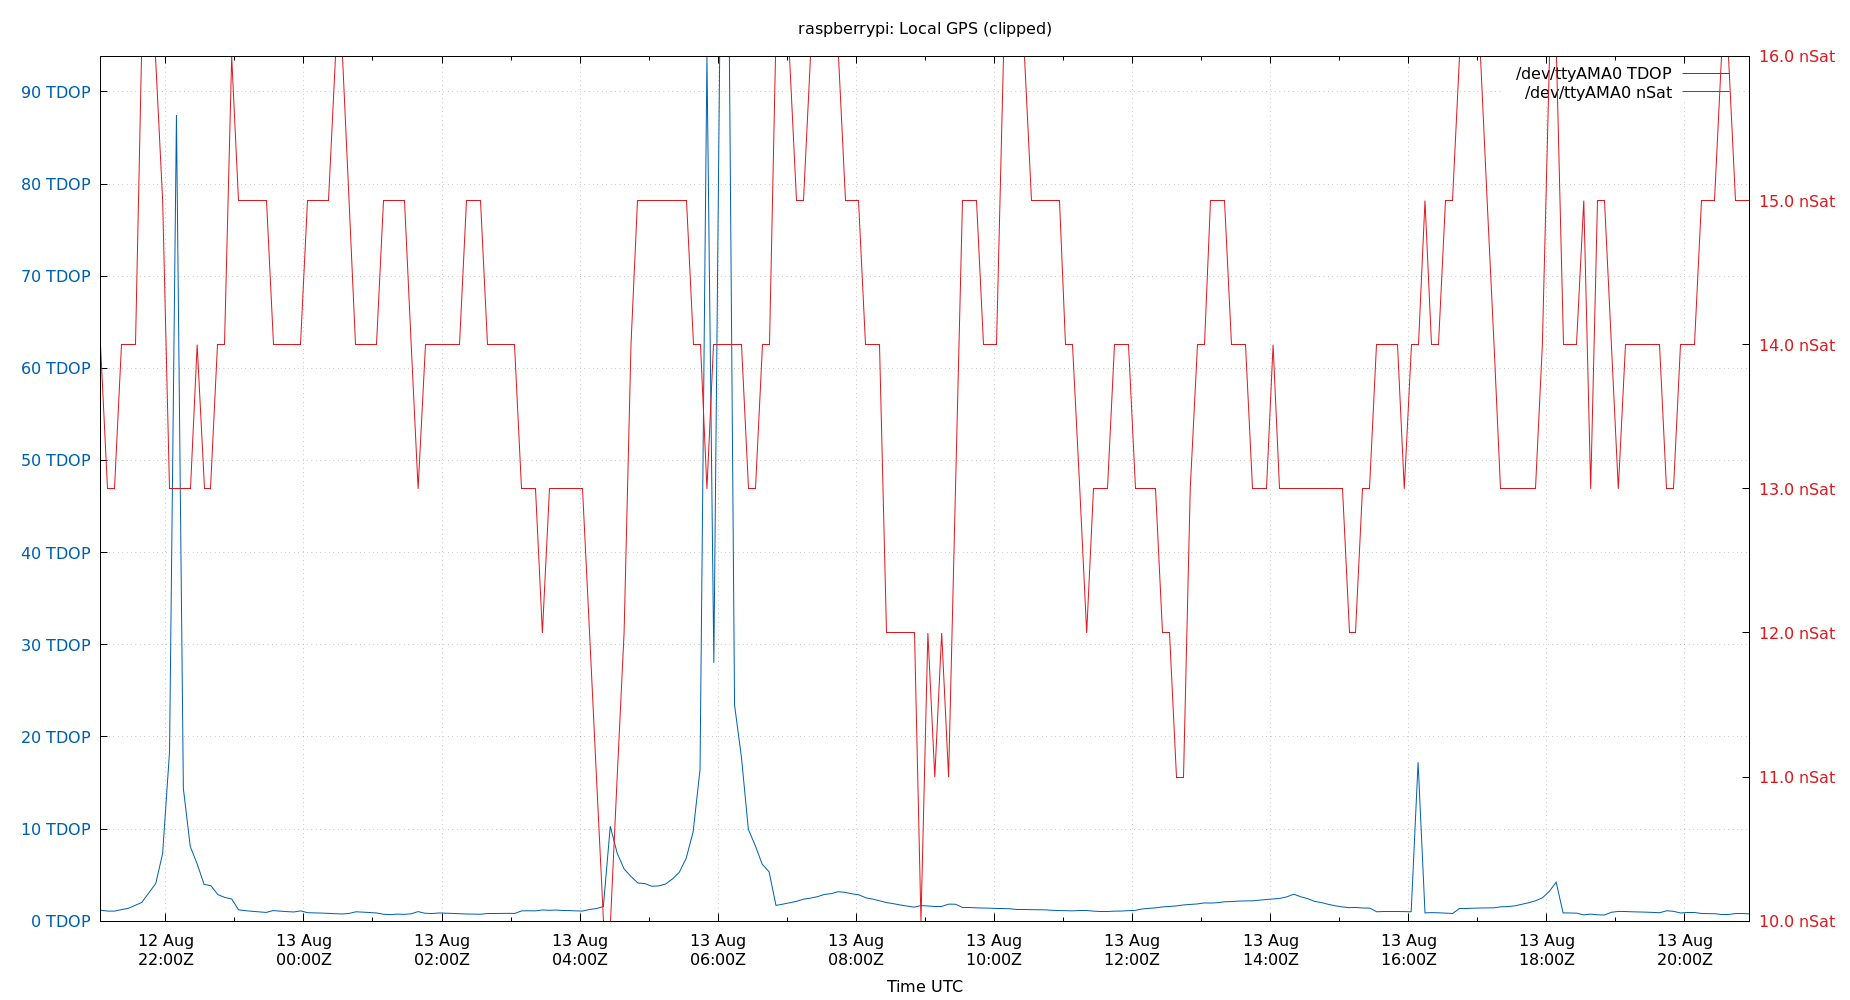 raspberrypi: Local GPS (clipped)
/dev/ttyAMA0 TDOP
/dev/ttyAMA0 nSat
90 TDOP
80 TDOP
70 TDOP
60 TDOP
50 TDOP
40 TDOP
30 TDOP
20 TDOP
10 TDOP
0 TDOP
16.0 nSat
15.0 nSat
14.0 nSat
13.0 nSat
12.0 nSat
11.0 nSat
10.0 nSat
12 Aug 13 Aug 13 Aug 13 Aug 13 Aug 13 Aug 13 Aug 13 Aug 13 Aug 13 Aug 13 Aug 13 Aug
22:00Z 00:00Z 02:00Z 04:00Z 06:00Z 08:00Z 10:00Z 12:00Z 14:00Z 16:00Z 18:00Z 20:00Z
Time UTC